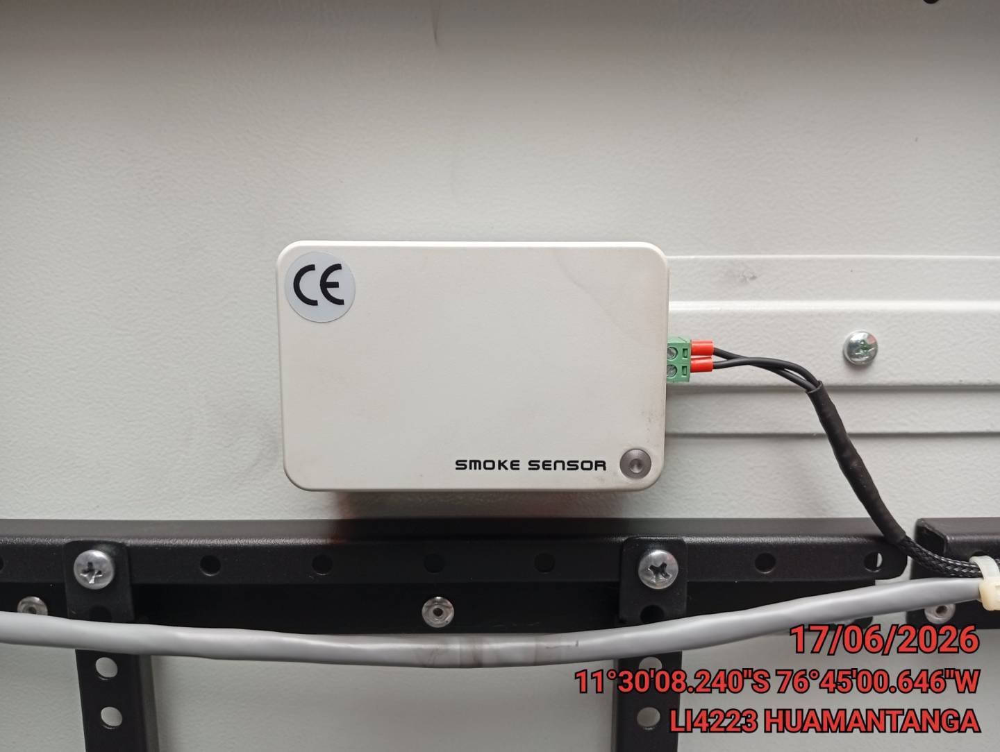 CE
SMOKE SENSOR
17/06/2026
11°30'08.240"S 76°45'00.646"W
LI4223 HUAMANTANGA